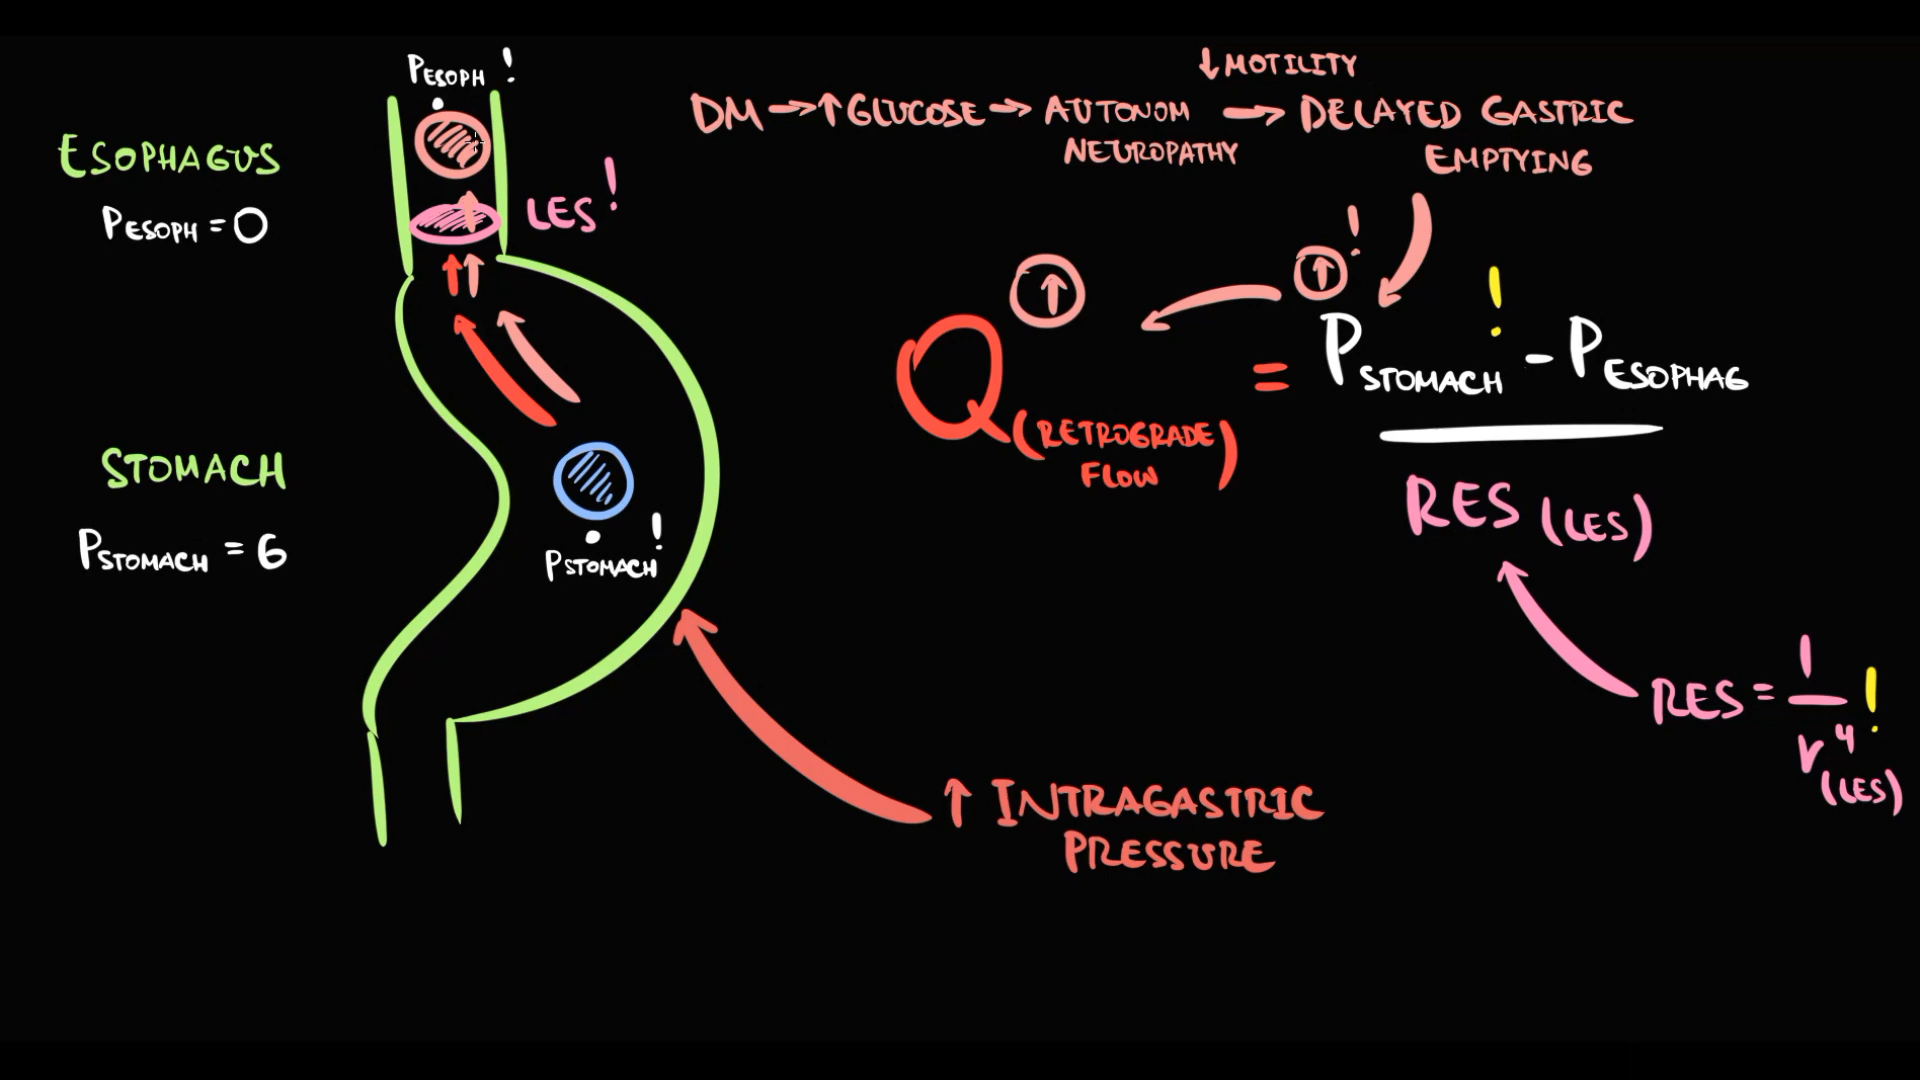 PESOPH !
ESOPHAGUS
PESOPH = 0
LES !
STOMACH
PSTOMACH = 6
PSTOMACH !
↓ MOTILITY
DM → ↑ GLUCOSE → AUTONOM → DELAYED GASTRIC
NEUROPATHY EMPTYING
↑ ↑ !
Q = PSTOMACH ! - PESOPHAG
(RETROGRADE
FLOW)
RES (LES)
RES = 1 / r⁴ (LES) !
↑ INTRAGASTRIC
PRESSURE